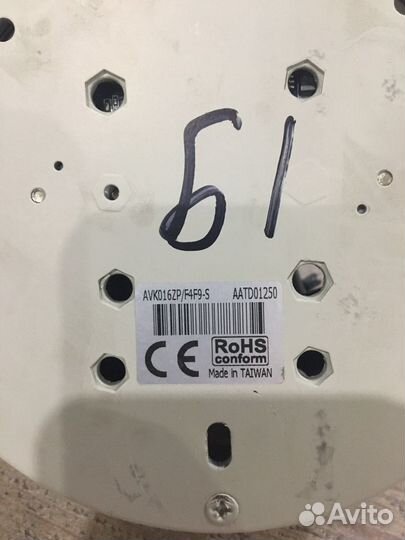 61
AVK016ZP/F4F9-S AATD01250
CE RoHS
conform
Made in TAIWAN
Avito